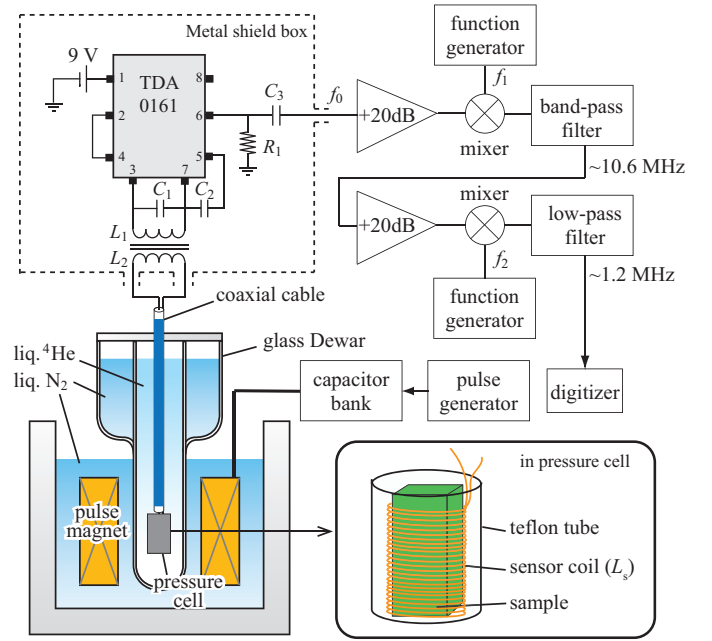 Metal shield box
function
generator
9 V
TDA
0161
1
2
4
3
7
8
6
5
C3
f0
R1
C1
C2
L1
L2
+20dB
f1
mixer
band-pass
filter
~10.6 MHz
+20dB
mixer
f2
low-pass
filter
function
generator
~1.2 MHz
digitizer
coaxial cable
glass Dewar
liq. 4He
liq. N2
capacitor
bank
pulse
generator
pulse
magnet
pressure
cell
in pressure cell
teflon tube
sensor coil (Ls)
sample